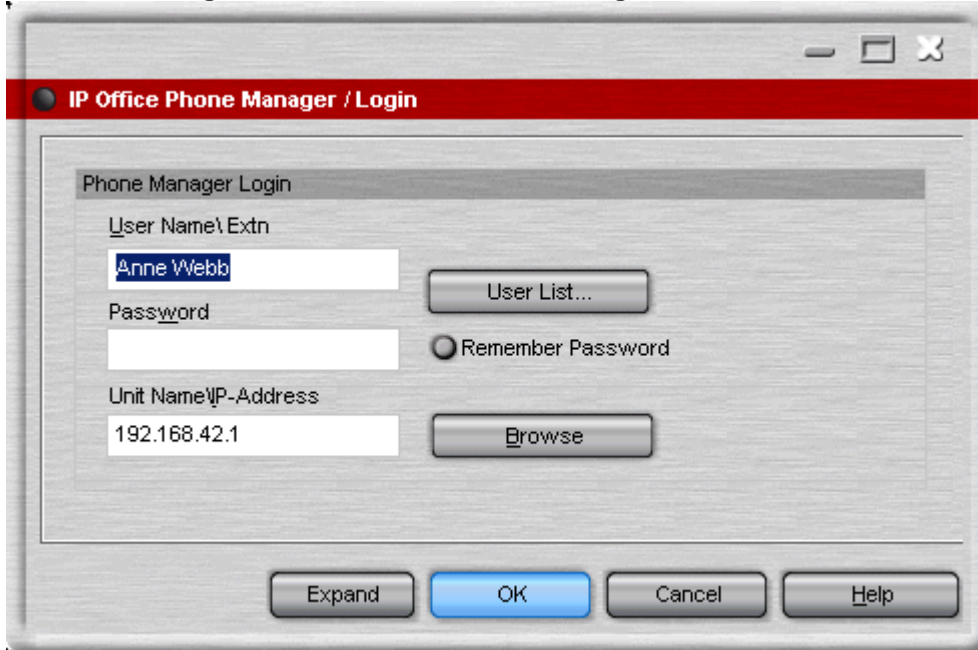 IP Office Phone Manager / Login
Phone Manager Login
User Name\Extn
Anne Webb
User List...
Password
Remember Password
Unit Name\IP-Address
192.168.42.1
Browse
Expand OK Cancel Help